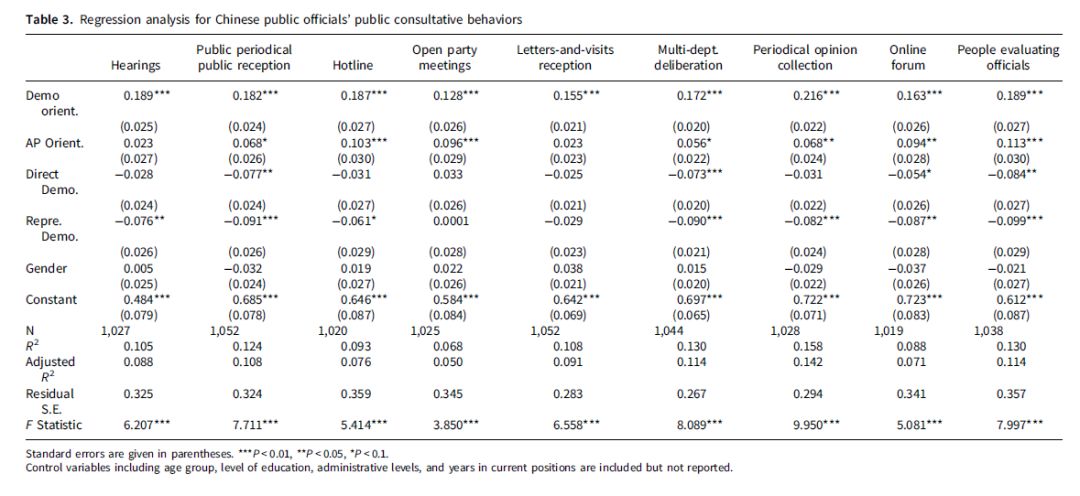 Table 3. Regression analysis for Chinese public officials' public consultative behaviors
Hearings Public periodical public reception Hotline Open party meetings Letters-and-visits reception Multi-dept. deliberation Periodical opinion collection Online forum People evaluating officials
Demo orient. 0.189*** 0.182*** 0.187*** 0.128*** 0.155*** 0.172*** 0.216*** 0.163*** 0.189***
(0.025) (0.024) (0.027) (0.026) (0.021) (0.020) (0.022) (0.026) (0.027)
AP Orient. 0.023 0.068* 0.103*** 0.096*** 0.023 0.056* 0.068** 0.094** 0.113***
(0.027) (0.026) (0.030) (0.029) (0.023) (0.022) (0.024) (0.028) (0.030)
Direct Demo. −0.028 −0.077** −0.031 0.033 −0.025 −0.073*** −0.031 −0.054* −0.084**
(0.024) (0.024) (0.027) (0.026) (0.021) (0.020) (0.022) (0.026) (0.027)
Repre. Demo. −0.076** −0.091*** −0.061* 0.0001 −0.029 −0.090*** −0.082*** −0.087** −0.099***
(0.026) (0.026) (0.029) (0.028) (0.023) (0.021) (0.024) (0.028) (0.029)
Gender 0.005 −0.032 0.019 0.022 0.038 0.015 −0.029 −0.037 −0.021
(0.025) (0.024) (0.027) (0.026) (0.021) (0.020) (0.022) (0.026) (0.027)
Constant 0.484*** 0.685*** 0.646*** 0.584*** 0.642*** 0.697*** 0.722*** 0.723*** 0.612***
(0.079) (0.078) (0.087) (0.084) (0.069) (0.065) (0.071) (0.083) (0.087)
N 1,027 1,052 1,020 1,025 1,052 1,044 1,028 1,019 1,038
R² 0.105 0.124 0.093 0.068 0.108 0.130 0.158 0.088 0.130
Adjusted R² 0.088 0.108 0.076 0.050 0.091 0.114 0.142 0.071 0.114
Residual S.E. 0.325 0.324 0.359 0.345 0.283 0.267 0.294 0.341 0.357
F Statistic 6.207*** 7.711*** 5.414*** 3.850*** 6.558*** 8.089*** 9.950*** 5.081*** 7.997***
Standard errors are given in parentheses. ***P < 0.01, **P < 0.05, *P < 0.1.
Control variables including age group, level of education, administrative levels, and years in current positions are included but not reported.